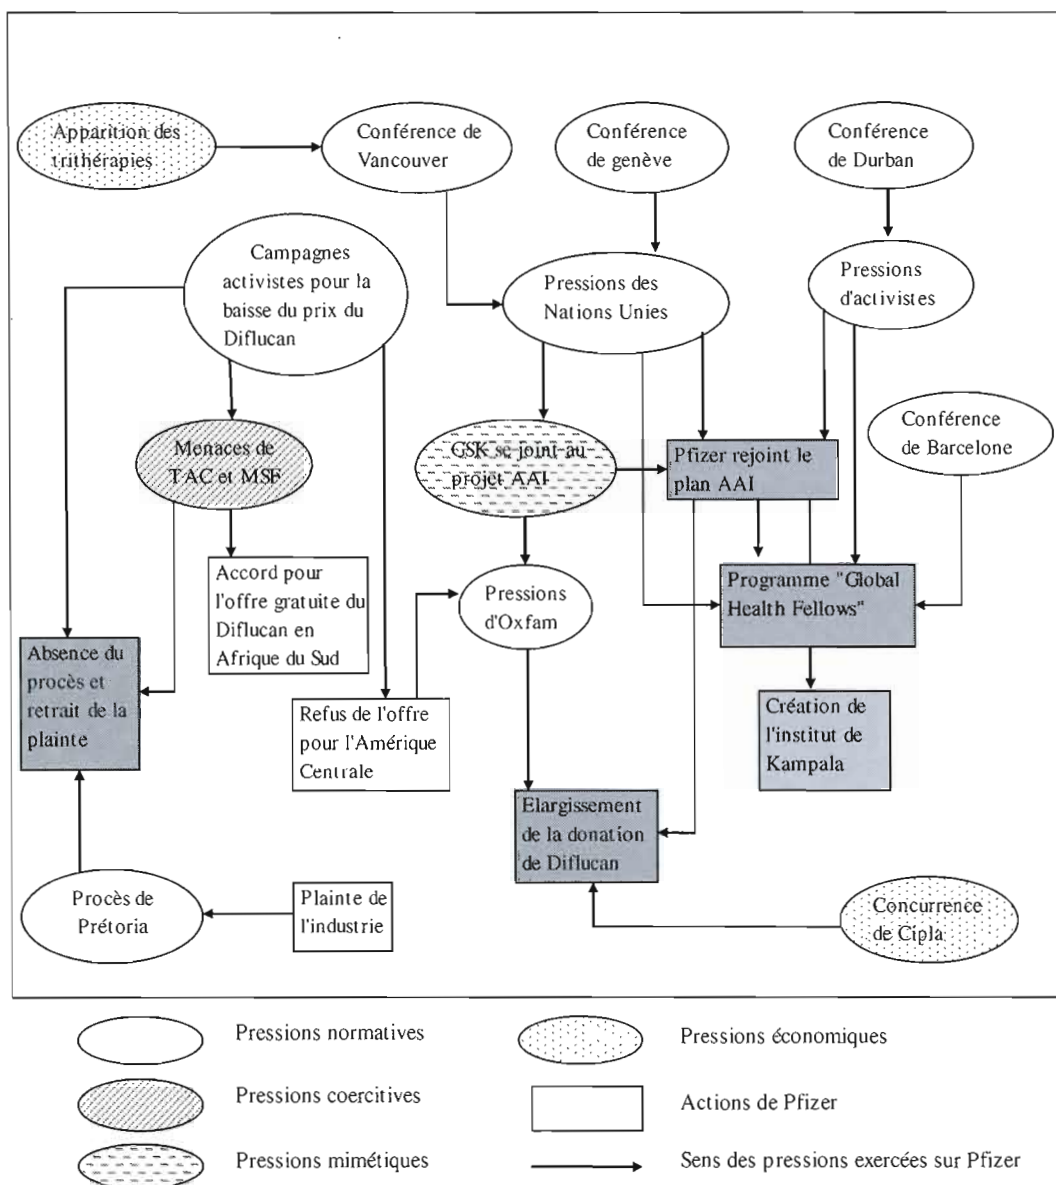 Apparition des
trithérapies
Conférence de
Vancouver
Conférence
de genève
Conférence
de Durban
Campagnes
activistes pour la
baisse du prix du
Diflucan
Pressions des
Nations Unies
Pressions
d'activistes
Menaces de
TAC et MSF
GSK se joint au
projet AAI
Pfizer rejoint le
plan AAI
Conférence
de Barcelone
Accord pour
l'offre gratuite du
Diflucan en
Afrique du Sud
Pressions
d'Oxfam
Programme "Global
Health Fellows"
Absence du
procès et
retrait de la
plainte
Refus de l'offre
pour l'Amérique
Centrale
Création de
l'institut de
Kampala
Elargissement
de la donation
de Diflucan
Procès de
Prétoria
Plainte de
l'industrie
Concurrence
de Cipla
Pressions normatives
Pressions économiques
Pressions coercitives
Actions de Pfizer
Pressions mimétiques
Sens des pressions exercées sur Pfizer